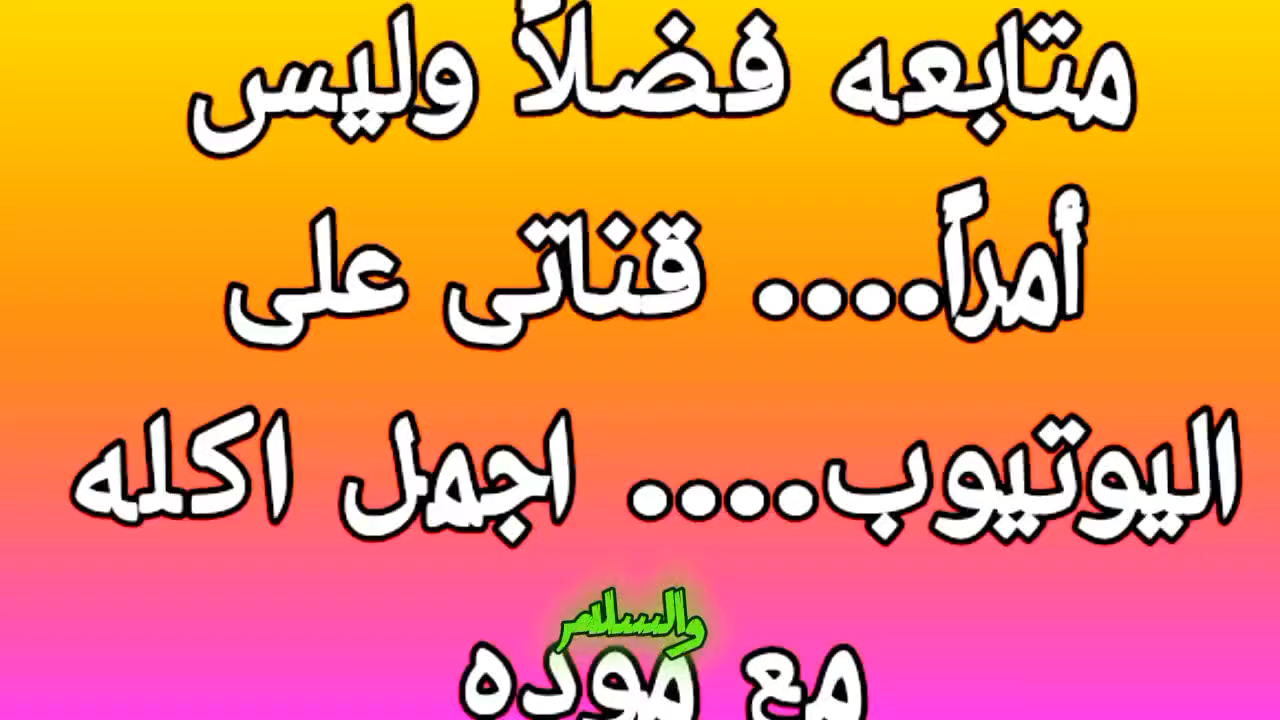 متابعه فضلاً وليس
أمراً.... قناتى على
اليوتيوب.... اجمل اكله
والسلام
مع موده